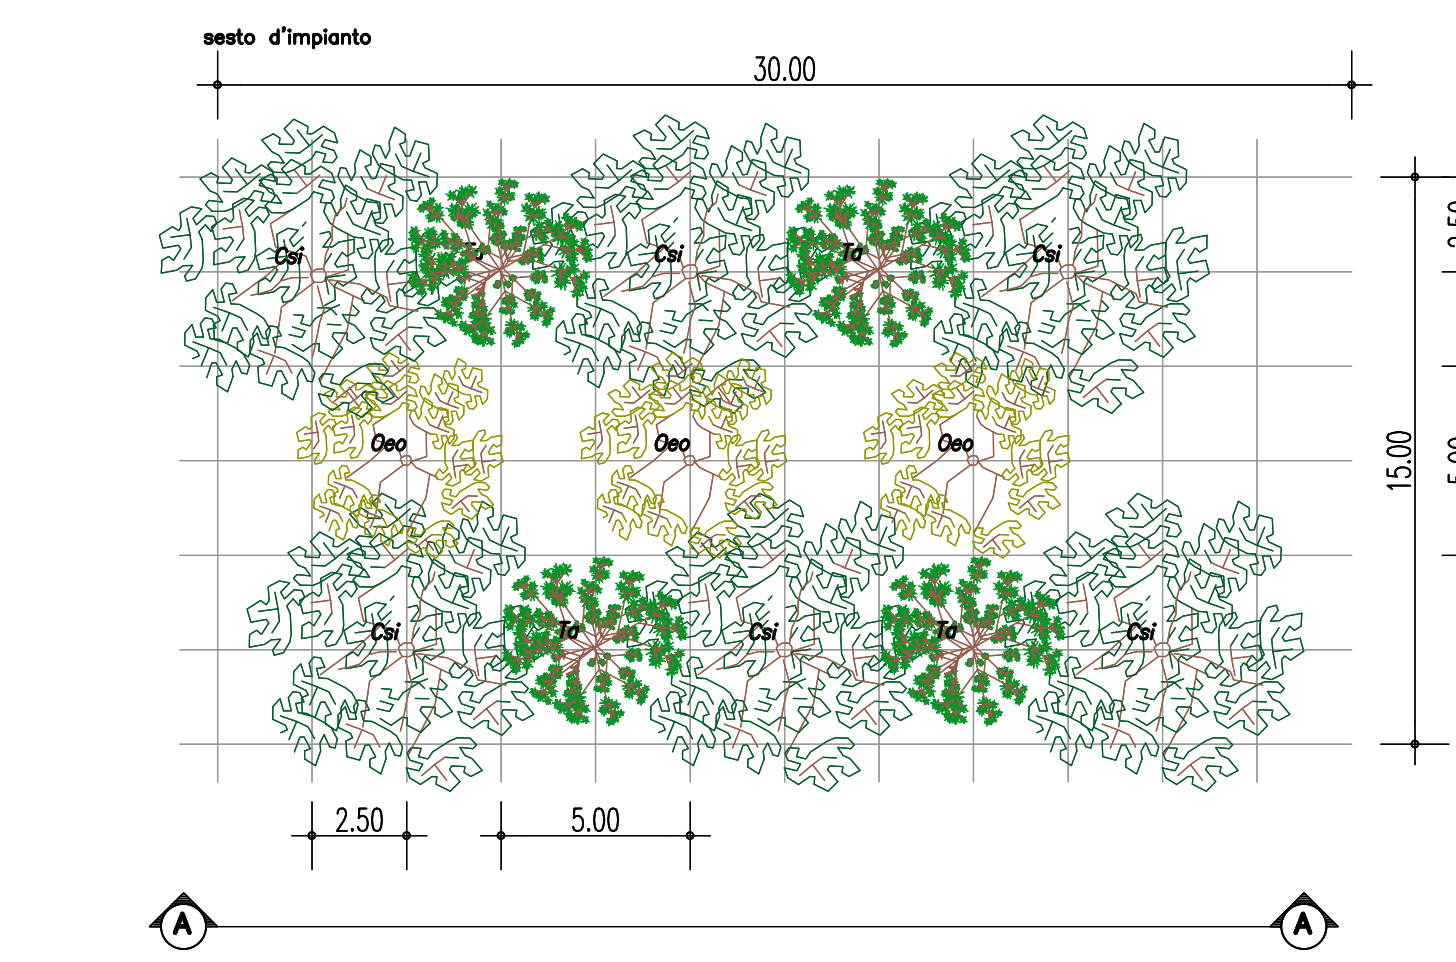 sesto d'impianto
30.00
Csi
Csi
Ta
Csi
Oeo
Oeo
Oeo
15.00
Csi
Ta
Csi
Ta
Csi
2.50
5.00
A
A